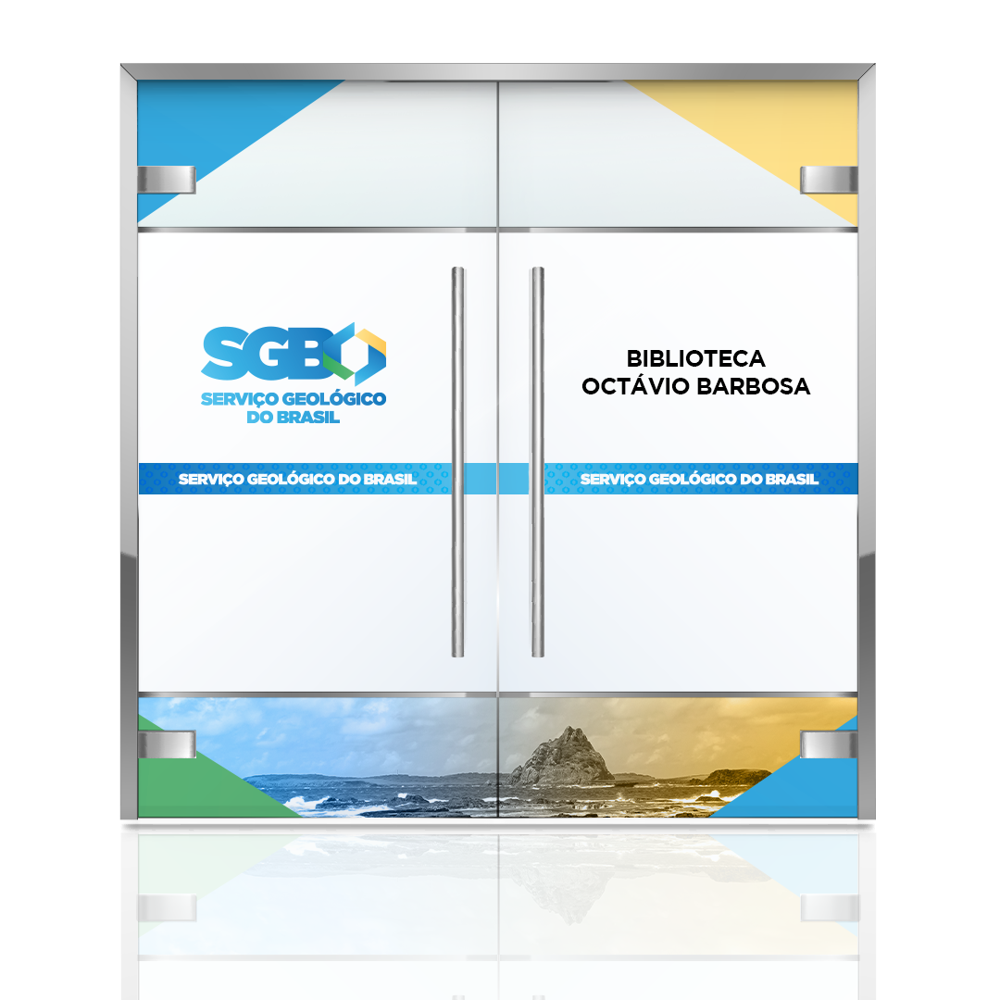 SGB
SERVIÇO GEOLÓGICO
DO BRASIL
BIBLIOTECA
OCTÁVIO BARBOSA
SERVIÇO GEOLÓGICO DO BRASIL
SERVIÇO GEOLÓGICO DO BRASIL